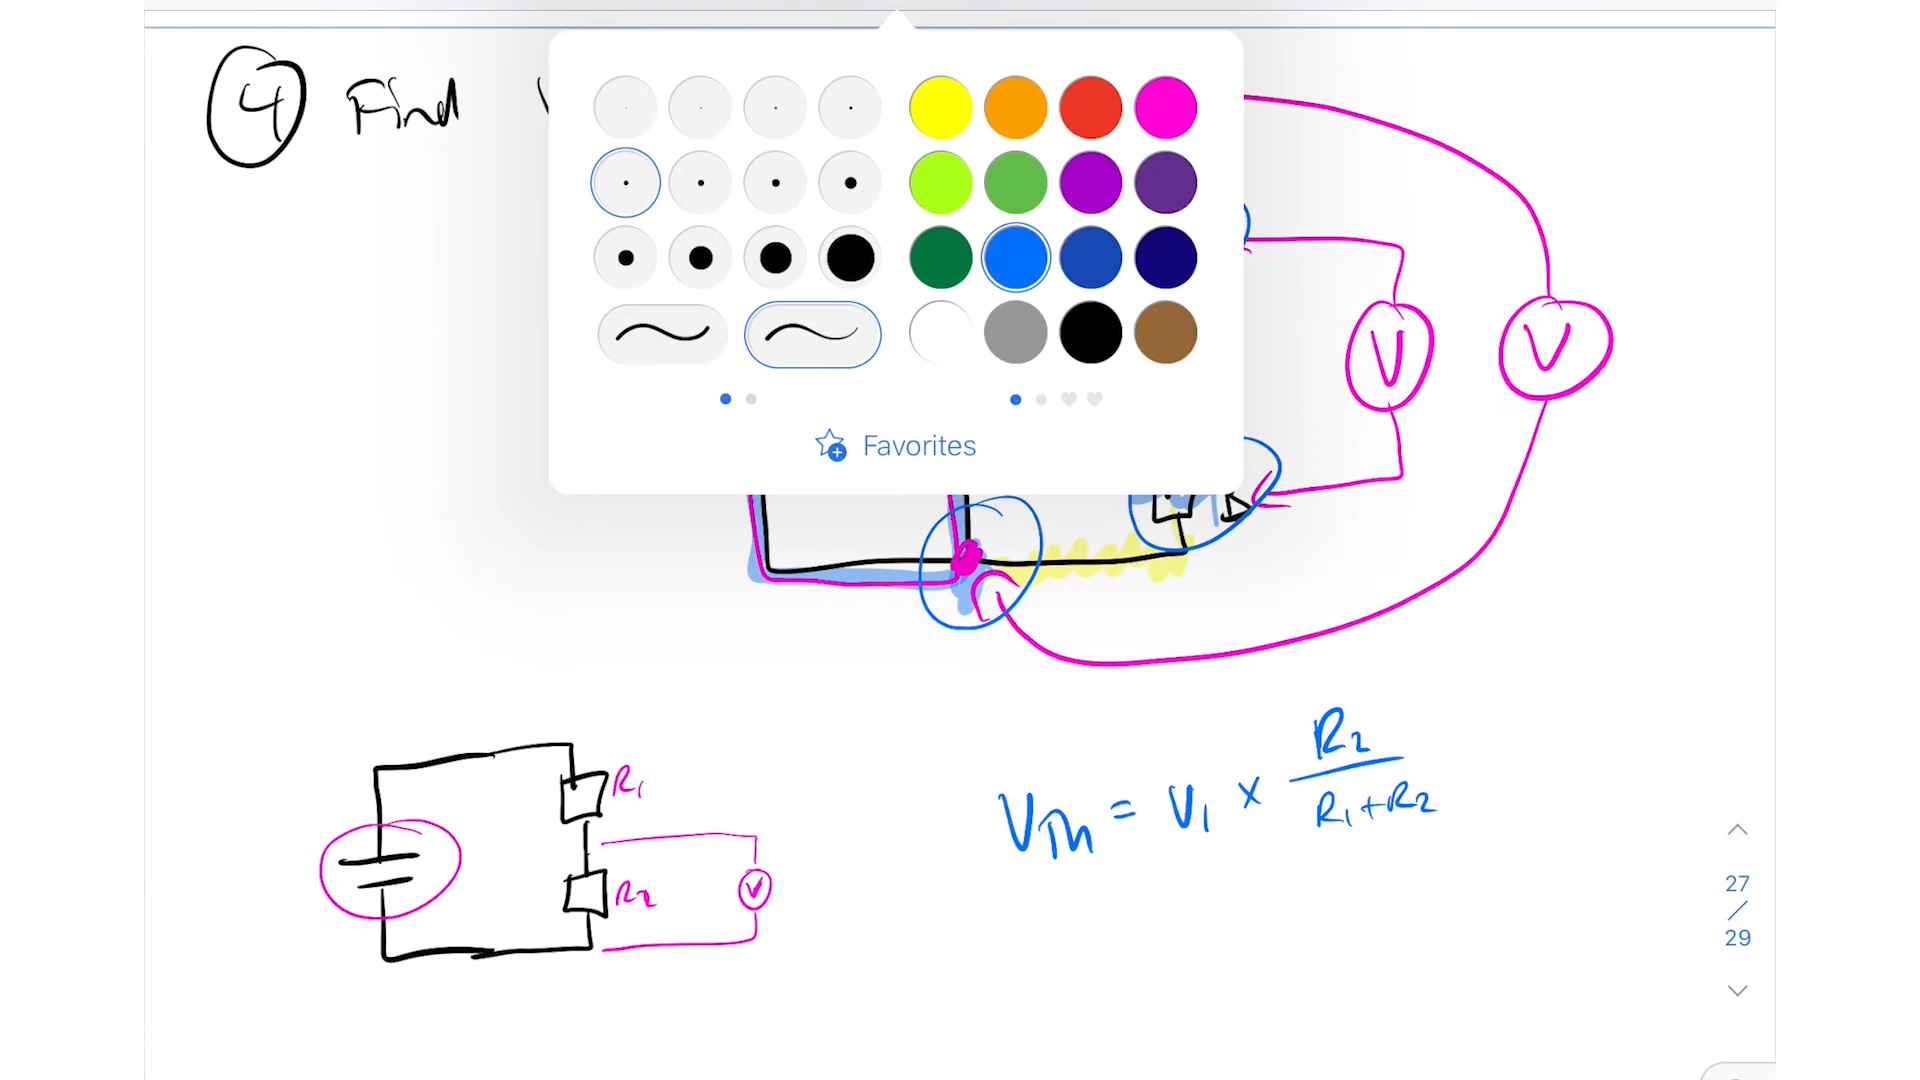 4 Find
V
V
Favorites
R2
VTh = V1 × ─
R1+R2
R1
R2
V
27
/
29